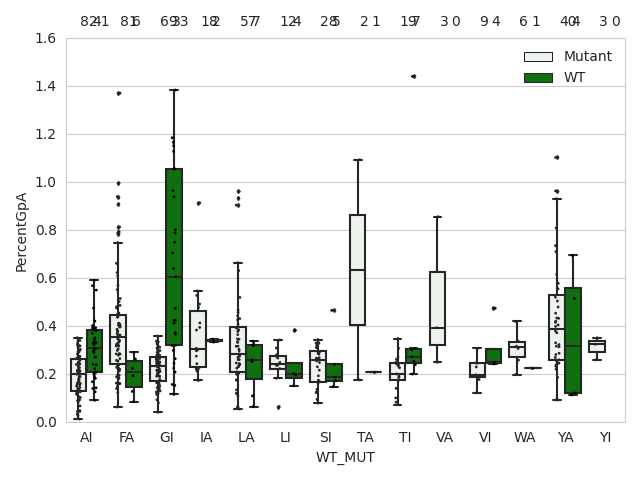 82 41 81 6 69 33 18 2 57 7 12 4 28 5 2 1 19 7 3 0 9 4 6 1 40 4 3 0
1.6
1.4
1.2
1.0
0.8
0.6
0.4
0.2
0.0
PercentGpA
Mutant
WT
AI FA GI IA LA LI SI TA TI VA VI WA YA YI
WT_MUT